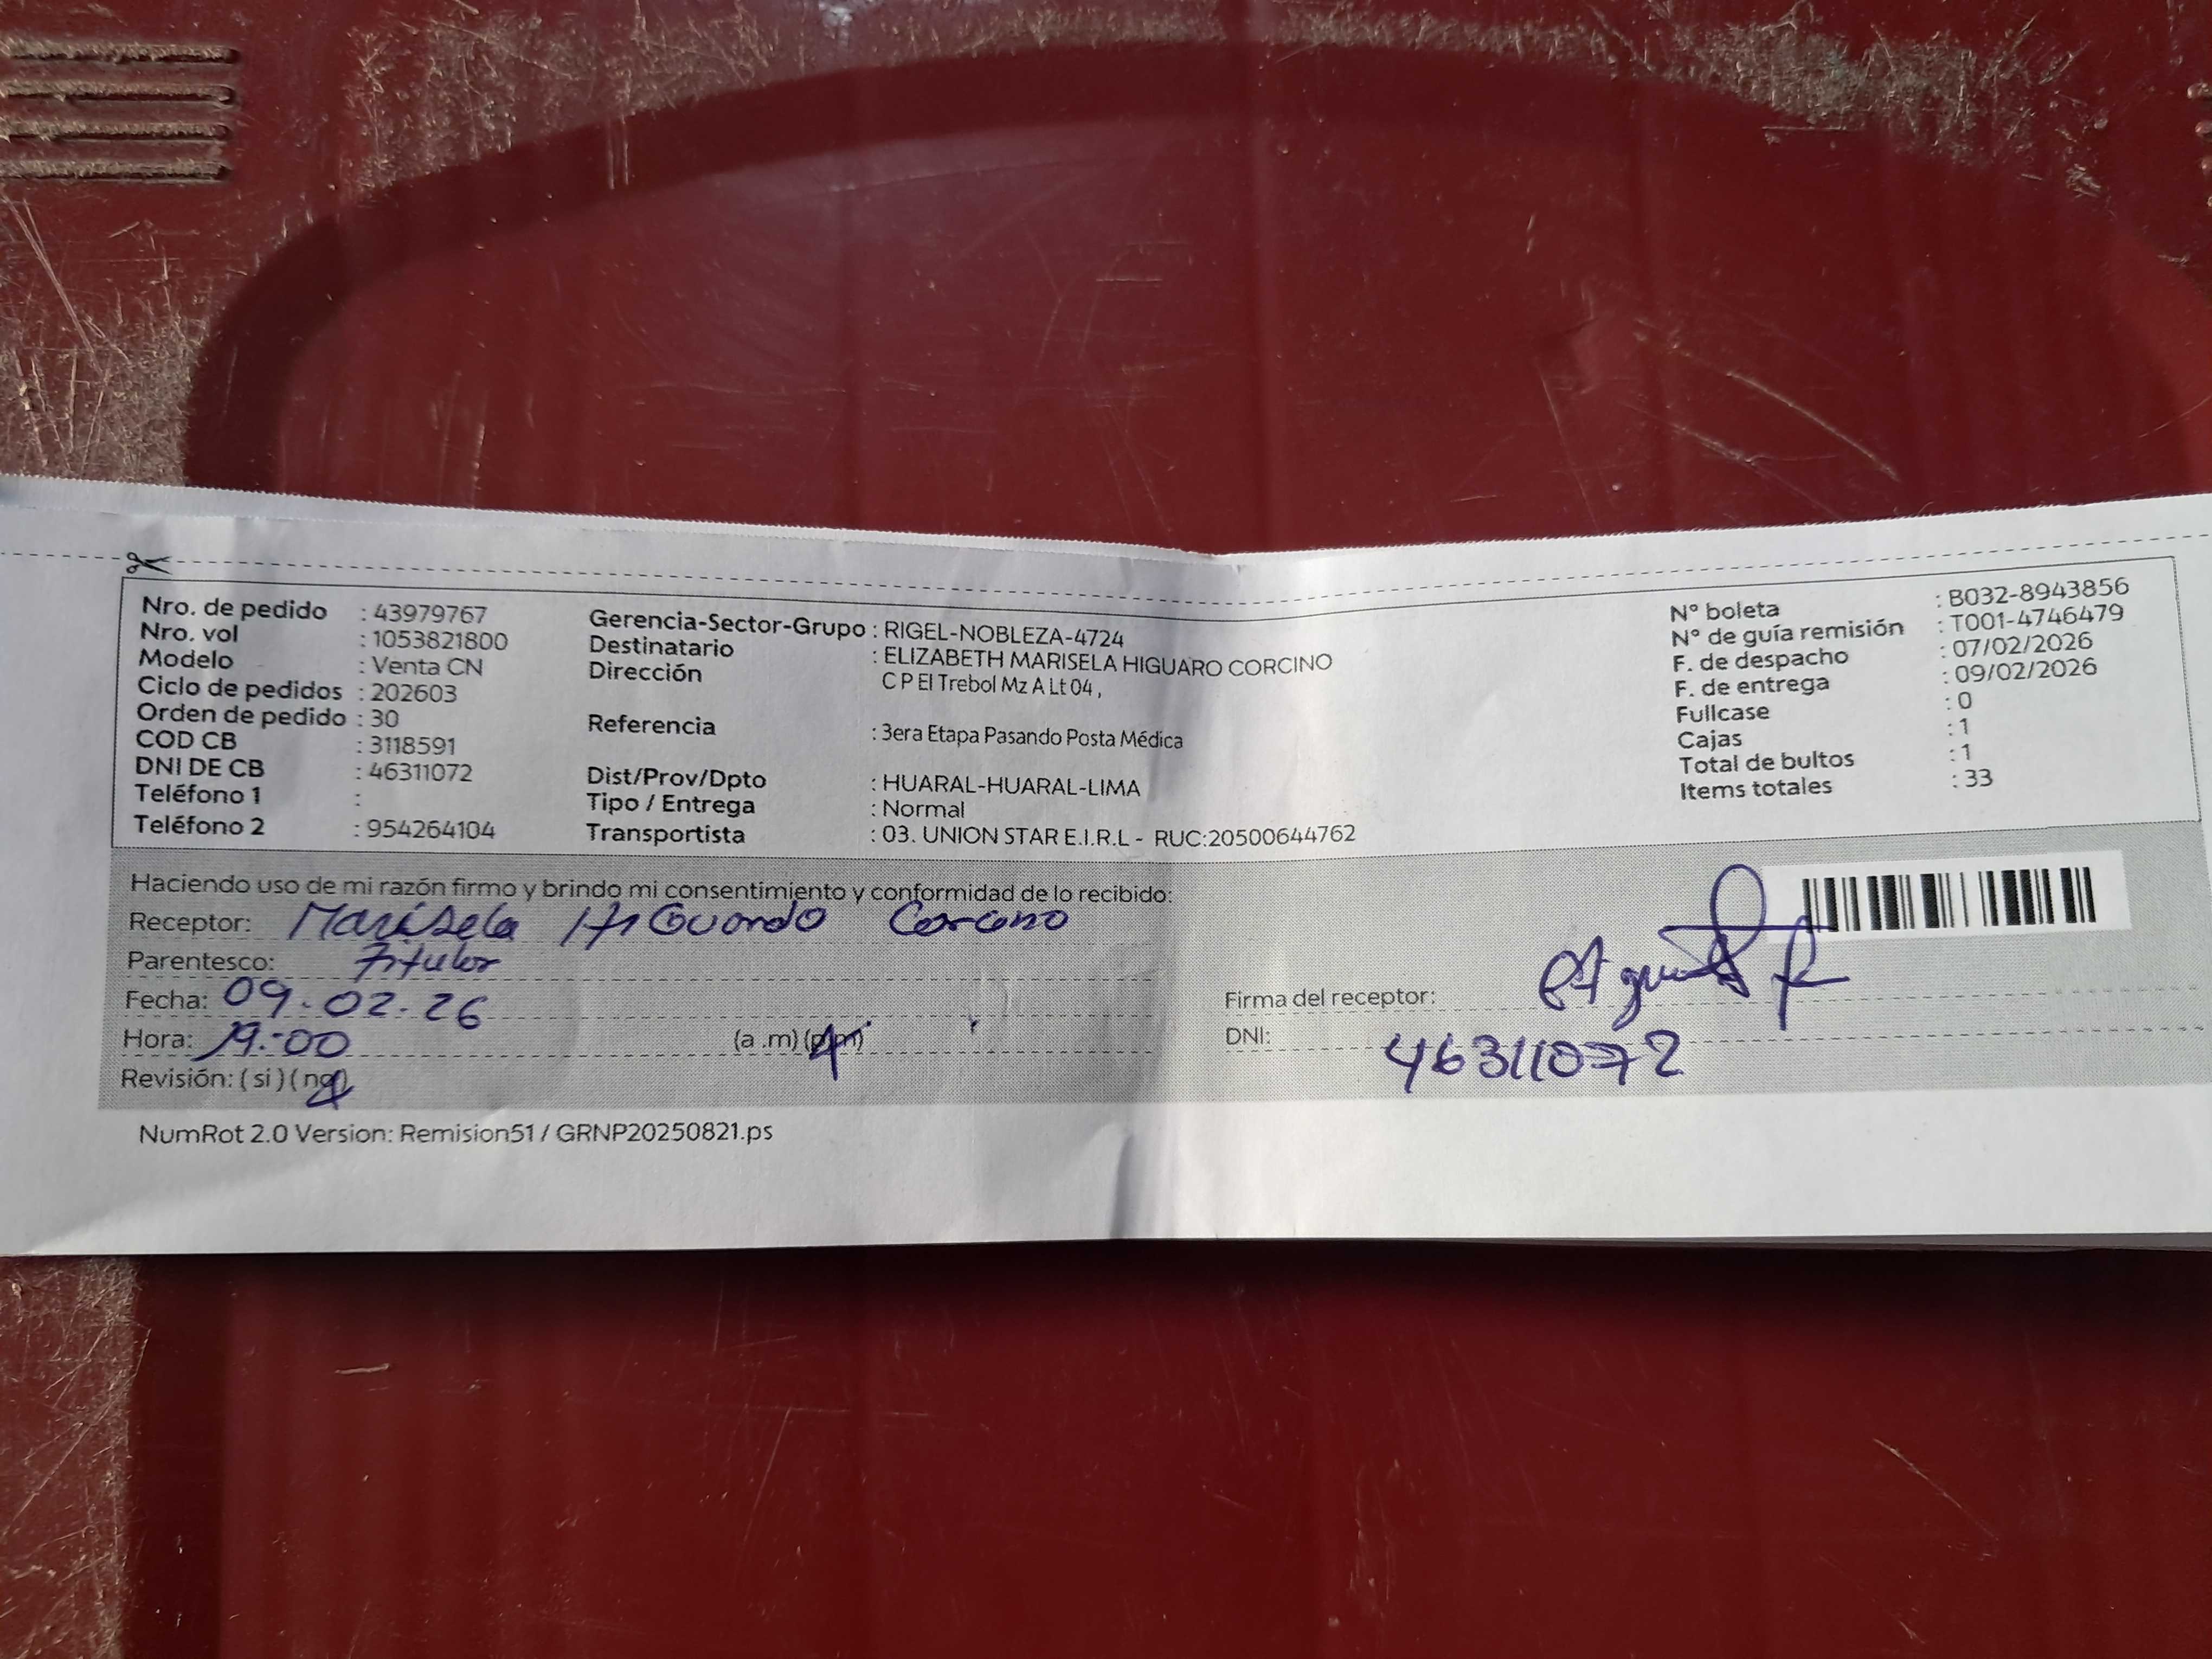 Nro. de pedido : 43979767
Nro. vol : 1053821800
Modelo : Venta CN
Ciclo de pedidos : 202603
Orden de pedido : 30
COD CB : 3118591
DNI DE CB : 46311072
Teléfono 1 :
Teléfono 2 : 954264104
Gerencia-Sector-Grupo : RIGEL-NOBLEZA-4724
Destinatario : ELIZABETH MARISELA HIGUARO CORCINO
Dirección C P El Trebol Mz A Lt 04 ,
Referencia : 3era Etapa Pasando Posta Médica
Dist/Prov/Dpto : HUARAL-HUARAL-LIMA
Tipo / Entrega : Normal
Transportista : 03. UNION STAR E.I.R.L - RUC:20500644762
N° boleta : B032-8943856
N° de guía remisión : T001-4746479
F. de despacho : 07/02/2026
F. de entrega : 09/02/2026
Fullcase : 0
Cajas : 1
Total de bultos : 1
Items totales : 33
Haciendo uso de mi razón firmo y brindo mi consentimiento y conformidad de lo recibido:
Receptor: Marisela Corcino
Parentesco: Titular
Fecha: 09.02.26
Hora: (a .m) (p.m)
Revisión: ( si ) ( no )
Firma del receptor:
DNI: 46311072
NumRot 2.0 Version: Remision51 / GRNP20250821.ps